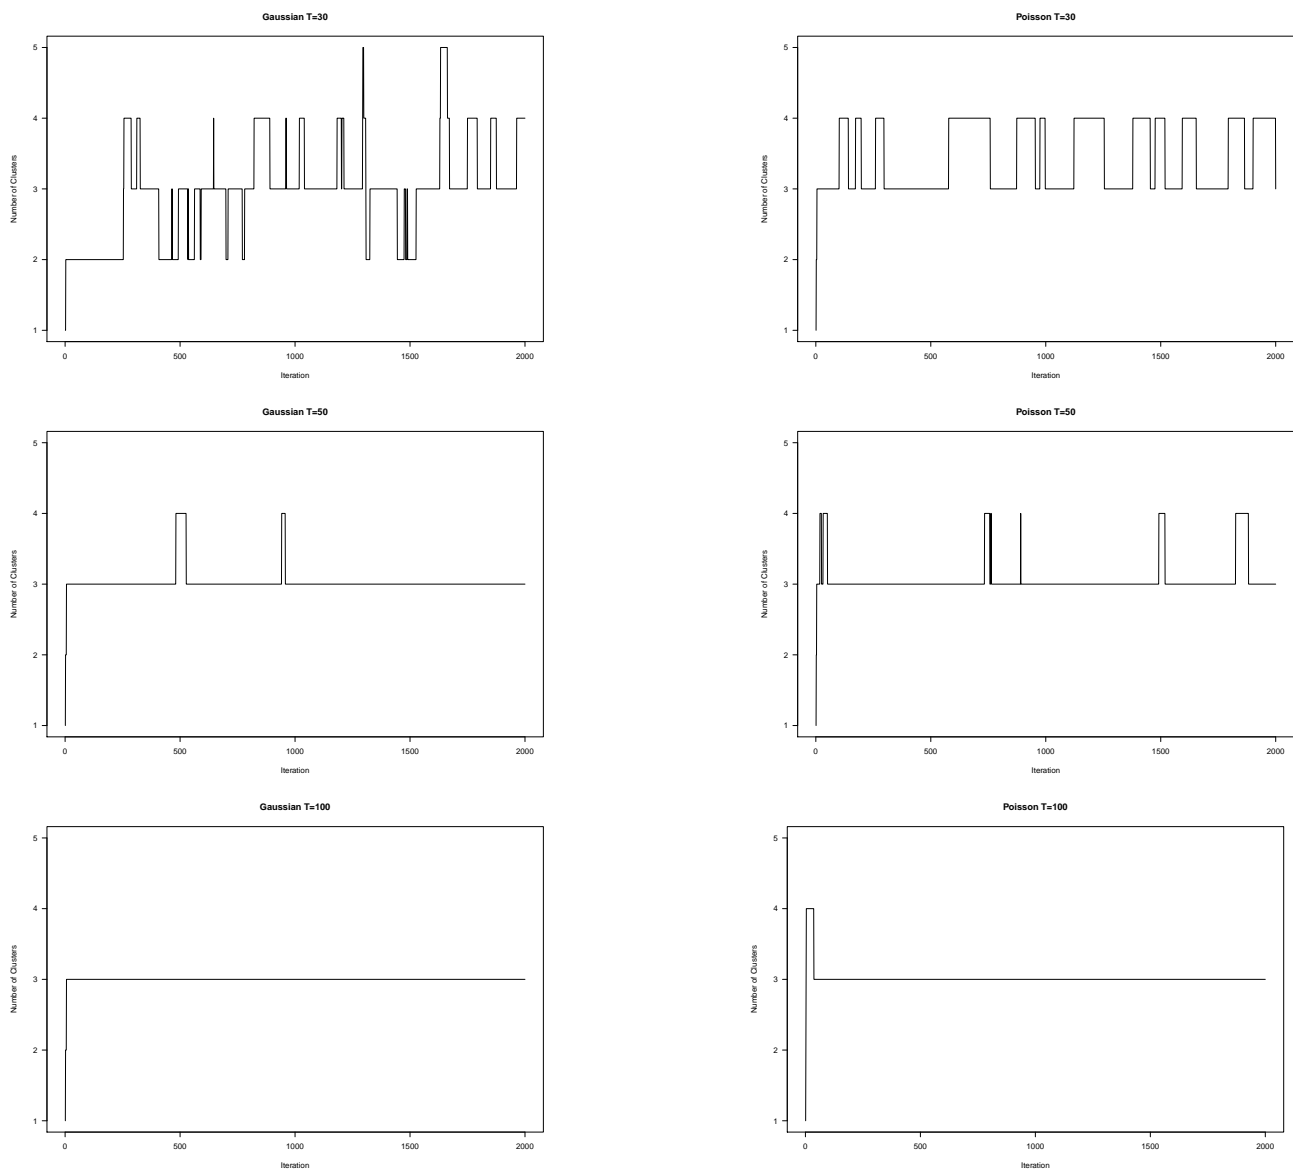 Gaussian T=30
Number of Clusters
5
4
3
2
1
0 500 1000 1500 2000
Iteration
Poisson T=30
Number of Clusters
5
4
3
2
1
0 500 1000 1500 2000
Iteration
Gaussian T=50
Number of Clusters
5
4
3
2
1
0 500 1000 1500 2000
Iteration
Poisson T=50
Number of Clusters
5
4
3
2
1
0 500 1000 1500 2000
Iteration
Gaussian T=100
Number of Clusters
5
4
3
2
1
0 500 1000 1500 2000
Iteration
Poisson T=100
Number of Clusters
5
4
3
2
1
0 500 1000 1500 2000
Iteration